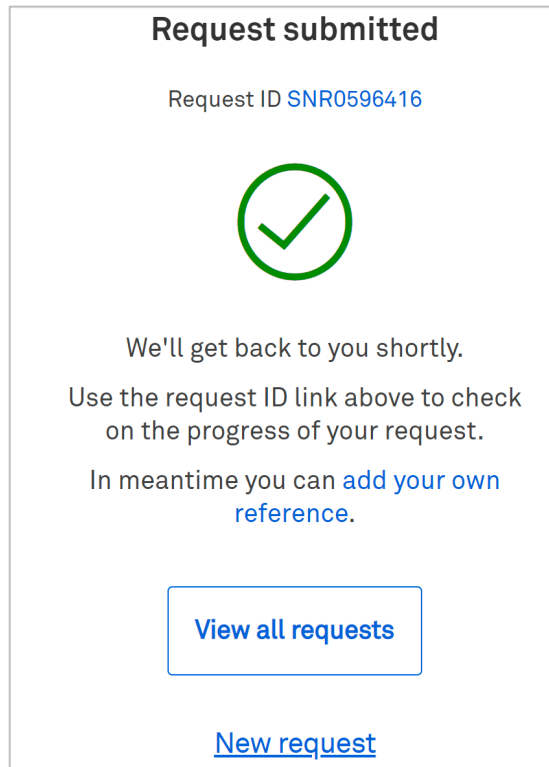 Request submitted
Request ID SNR0596416
We'll get back to you shortly.
Use the request ID link above to check
on the progress of your request.
In meantime you can add your own
reference.
View all requests
New request